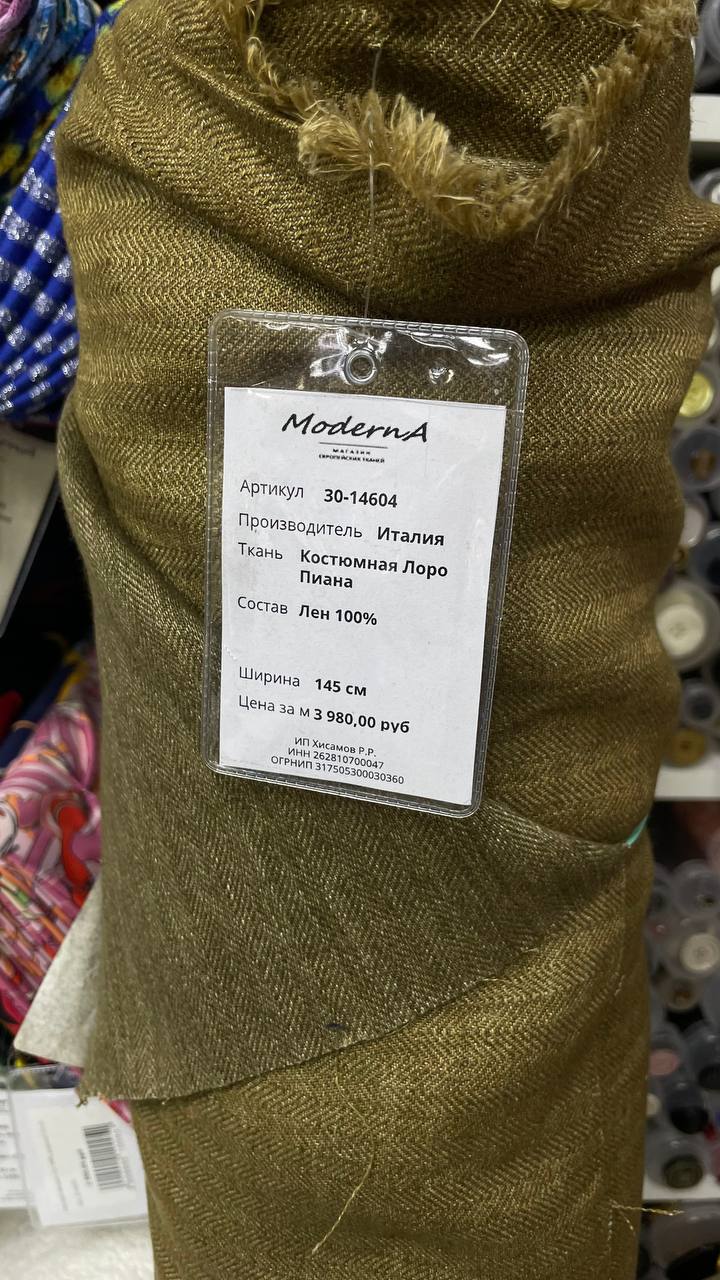 ModernA
МАГАЗИН
ЕВРОПЕЙСКИХ ТКАНЕЙ
Артикул 30-14604
Производитель Италия
Ткань Костюмная Лоро
Пиана
Состав Лен 100%
Ширина 145 см
Цена за м 3 980,00 руб
ИП Хисамов Р.Р.
ИНН 262810700047
ОГРНИП 317505300030360